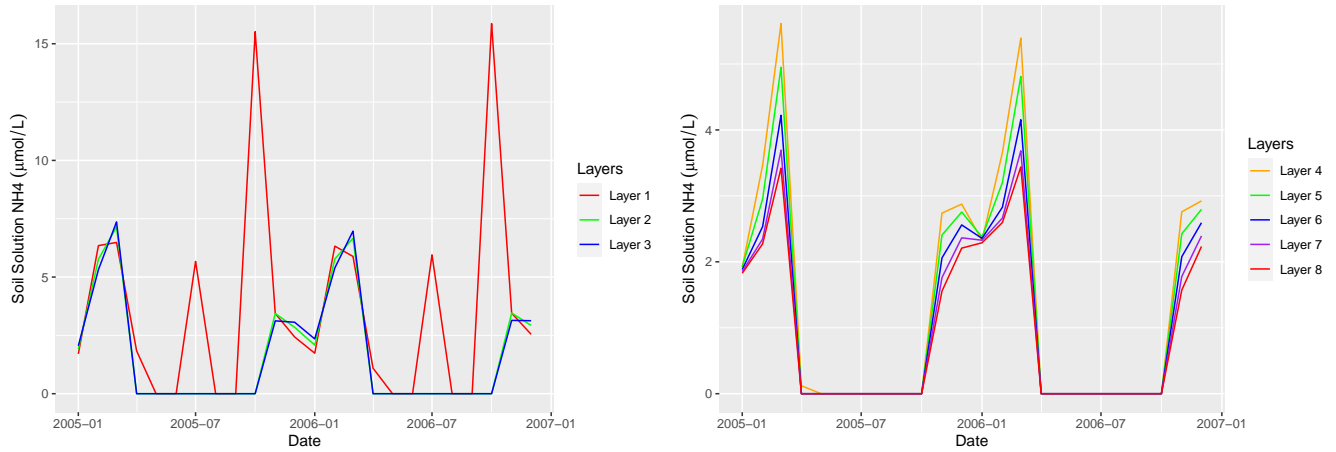 Soil Solution NH4 (μmol/L)
15
10
5
0
2005−01
2005−07
2006−01
2006−07
2007−01
Date
Layers
Layer 1
Layer 2
Layer 3
Soil Solution NH4 (μmol/L)
4
2
0
2005−01
2005−07
2006−01
2006−07
2007−01
Date
Layers
Layer 4
Layer 5
Layer 6
Layer 7
Layer 8